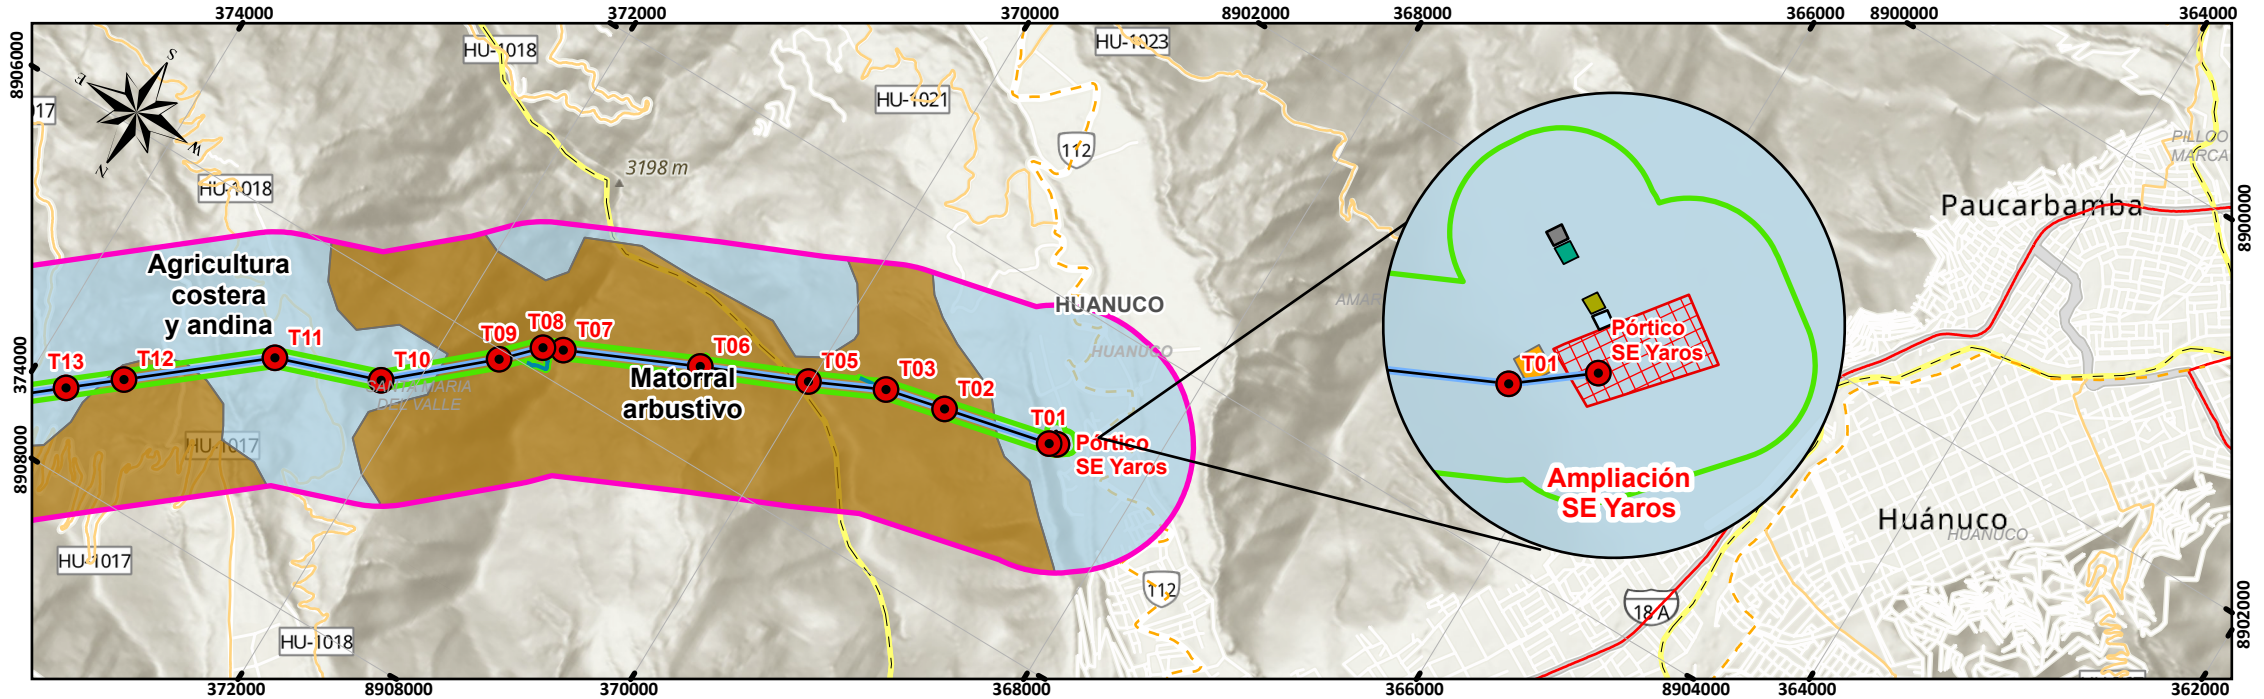 374000
372000
370000
8902000
368000
366000
8900000
364000
8906000
374000
8908000
8900000
8902000
S
E
W
N
017
HU-1018
HU-1018
HU-1021
HU-1023
112
3198 m
PILLCO
MARCA
Paucarbamba
Agricultura
costera
y andina
HUANUCO
HUANUCO
AMAR
T13
T12
T11
T10
T09
T08
T07
T06
T05
T03
T02
T01
Pórtico
SE Yaros
SANTA MARIA
DEL VALLE
Matorral
arbustivo
HU-1017
HU-1017
HU-1018
112
T01
Pórtico
SE Yaros
Ampliación
SE Yaros
Huánuco
HUANUCO
18 A
372000
8908000
370000
368000
366000
8904000
364000
362000